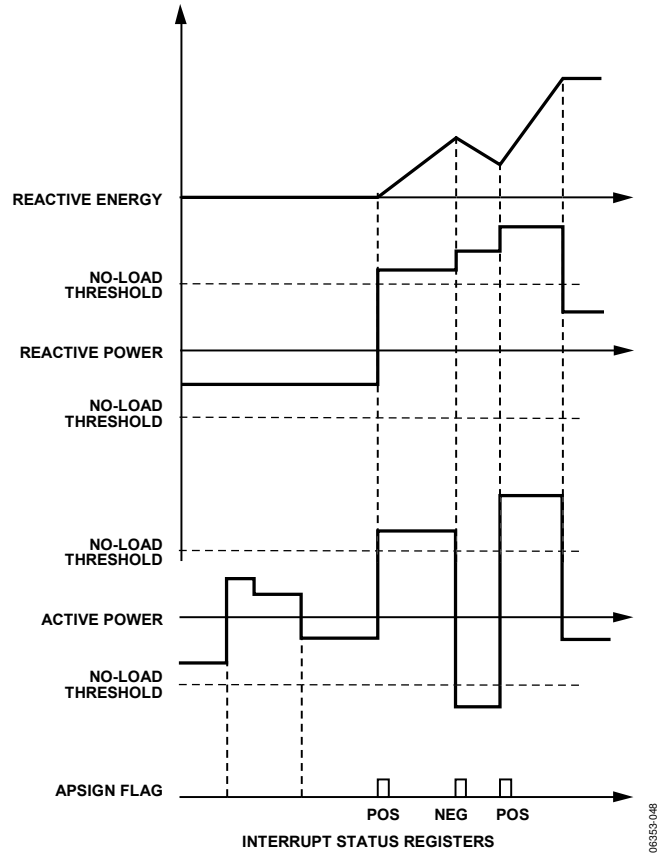 REACTIVE ENERGY
NO-LOAD
THRESHOLD
REACTIVE POWER
NO-LOAD
THRESHOLD
NO-LOAD
THRESHOLD
ACTIVE POWER
NO-LOAD
THRESHOLD
APSIGN FLAG
POS NEG POS
INTERRUPT STATUS REGISTERS
06353-048